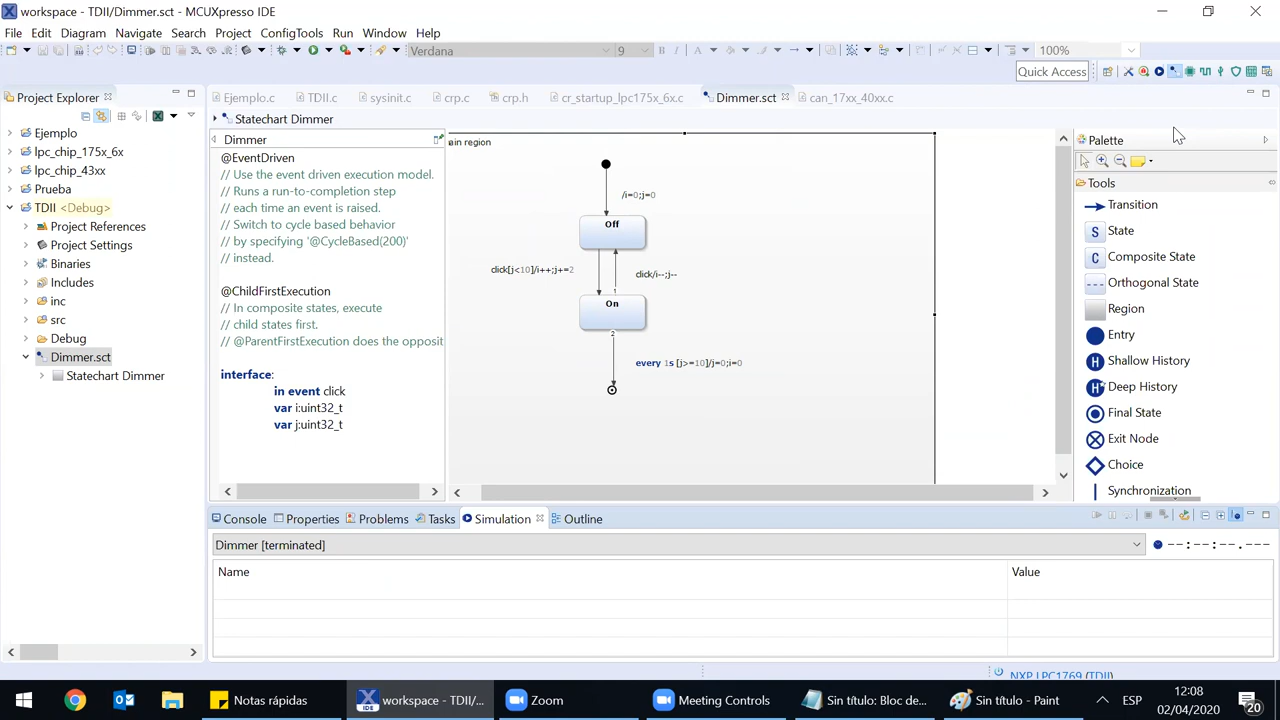 workspace - TDII/Dimmer.sct - MCUXpresso IDE
File Edit Diagram Navigate Search Project ConfigTools Run Window Help
Verdana 9 B I A 100%
Quick Access
Project Explorer
Ejemplo.c TDII.c sysinit.c crp.c crp.h cr_startup_lpc175x_6x.c Dimmer.sct can_17xx_40xx.c
Statechart Dimmer
Ejemplo
lpc_chip_175x_6x
lpc_chip_43xx
Prueba
TDII <Debug>
Project References
Project Settings
Binaries
Includes
inc
src
Debug
Dimmer.sct
Statechart Dimmer
Dimmer
@EventDriven
// Use the event driven execution model.
// Runs a run-to-completion step
// each time an event is raised.
// Switch to cycle based behavior
// by specifying '@CycleBased(200)'
// instead.
@ChildFirstExecution
// In composite states, execute
// child states first.
// @ParentFirstExecution does the opposit
interface:
in event click
var i:uint32_t
var j:uint32_t
ain region
/i=0;j=0
Off
click[j<10]/i++;j+=2
click/i--;j--
1
On
2
every 1s [j>=10]/j=0;i=0
Palette
Tools
Transition
S State
C Composite State
Orthogonal State
Region
Entry
H Shallow History
H* Deep History
Final State
Exit Node
Choice
Synchronization
Console Properties Problems Tasks Simulation Outline
Dimmer [terminated]
--:--:--.---
Name Value
NXP LPC1769 (TDII)
Notas rápidas
IDE workspace - TDII/...
Zoom
Meeting Controls
Sin título: Bloc de...
Sin título - Paint
ESP
12:08
02/04/2020
20